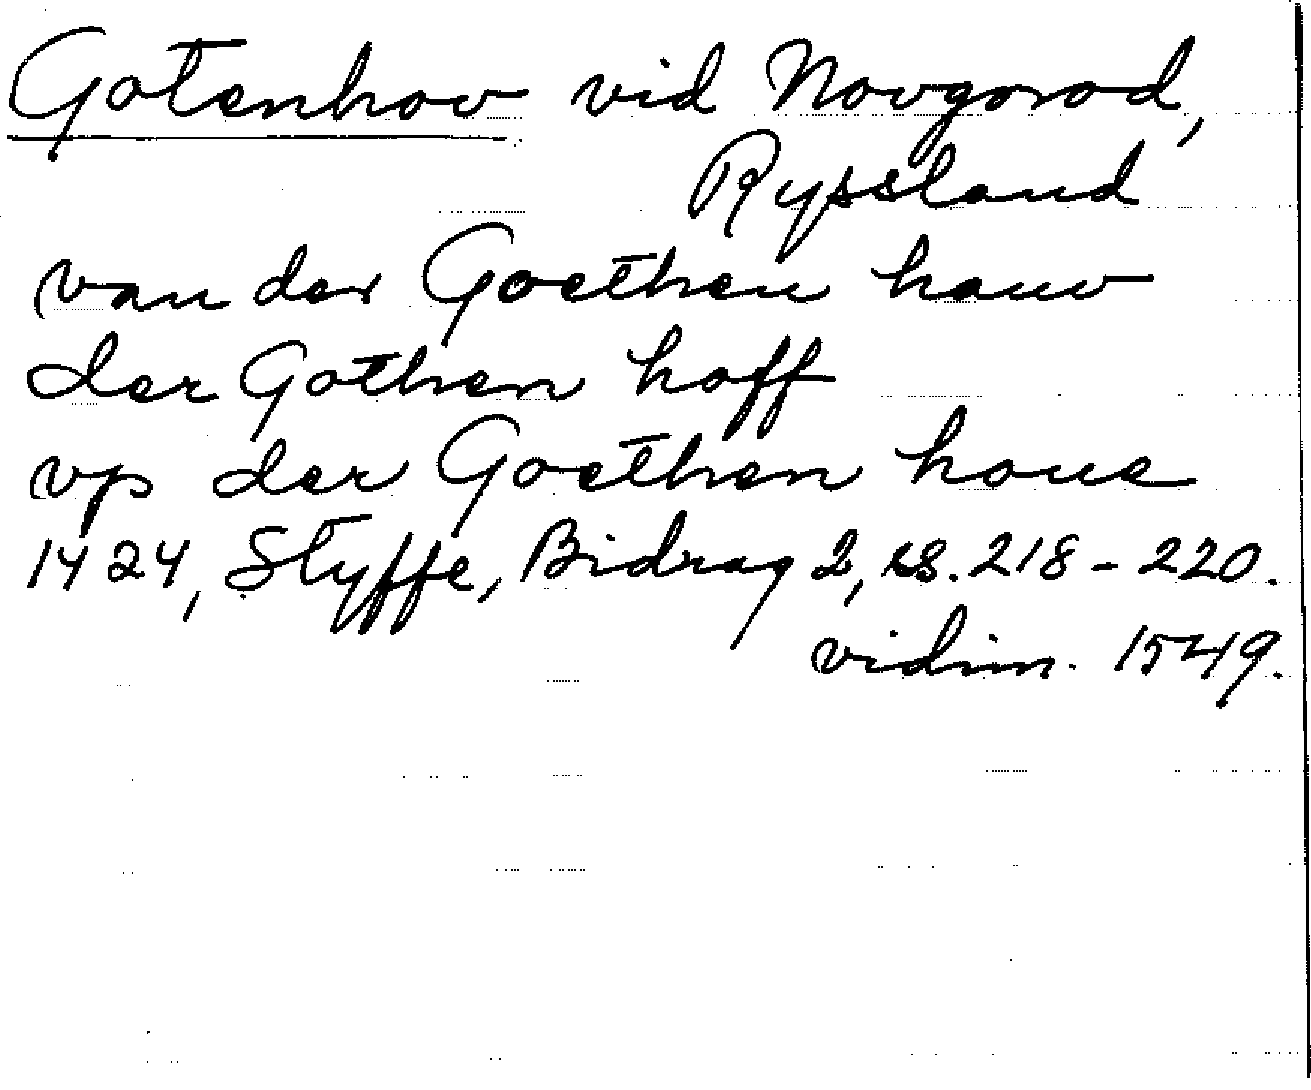 Gotenhov vid Novgorod,
Ryssland
van der Goethen hauw
der Gothen hoff
vp der Goethen houe
1424, Styffe, Bidrag 2, ss. 218-220.
vidim. 1549.